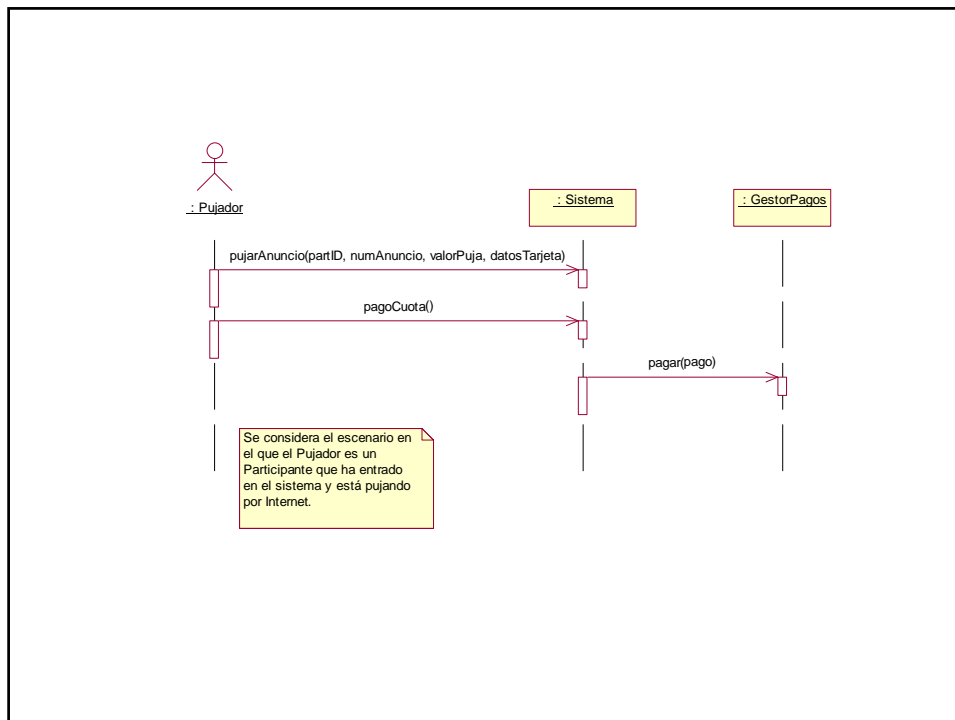 : Pujador
: Sistema
: GestorPagos
pujarAnuncio(partID, numAnuncio, valorPuja, datosTarjeta)
pagoCuota()
pagar(pago)
Se considera el escenario en
el que el Pujador es un
Participante que ha entrado
en el sistema y está pujando
por Internet.